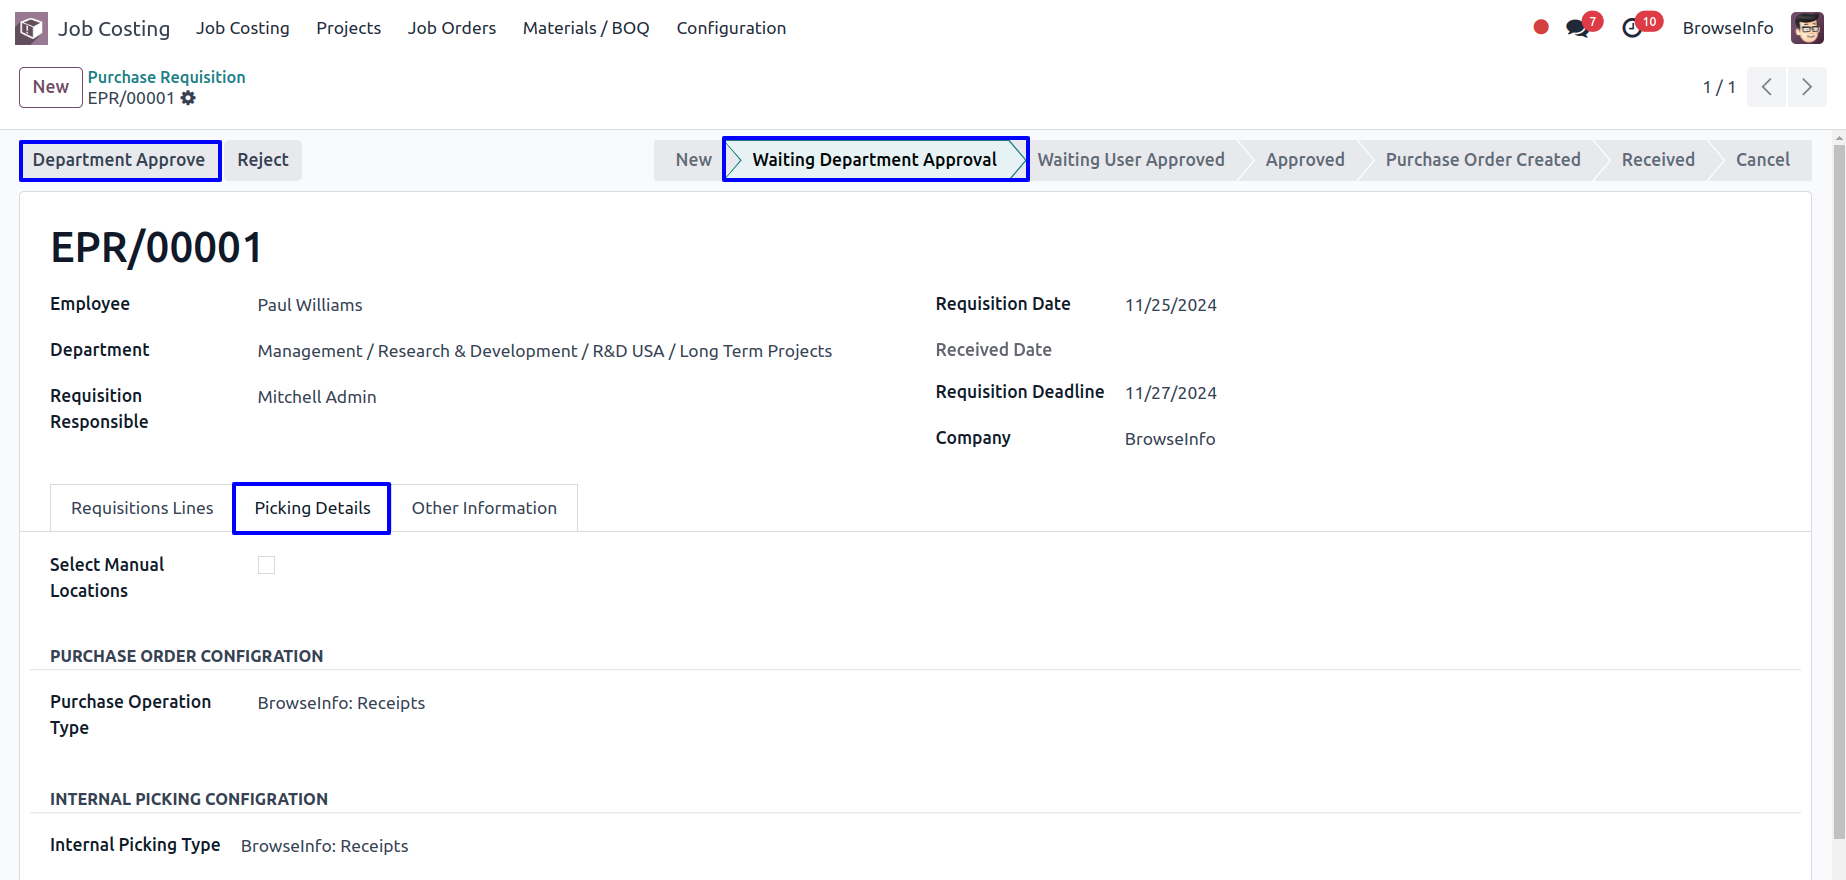 Job Costing Job Costing Projects Job Orders Materials / BOQ Configuration 7 10 BrowseInfo
New Purchase Requisition
EPR/00001 1 / 1
Department Approve Reject New Waiting Department Approval Waiting User Approved Approved Purchase Order Created Received Cancel
EPR/00001
Employee Paul Williams Requisition Date 11/25/2024
Department Management / Research & Development / R&D USA / Long Term Projects Received Date
Requisition Responsible Mitchell Admin Requisition Deadline 11/27/2024
Company BrowseInfo
Requisitions Lines Picking Details Other Information
Select Manual
Locations
PURCHASE ORDER CONFIGRATION
Purchase Operation BrowseInfo: Receipts
Type
INTERNAL PICKING CONFIGRATION
Internal Picking Type BrowseInfo: Receipts